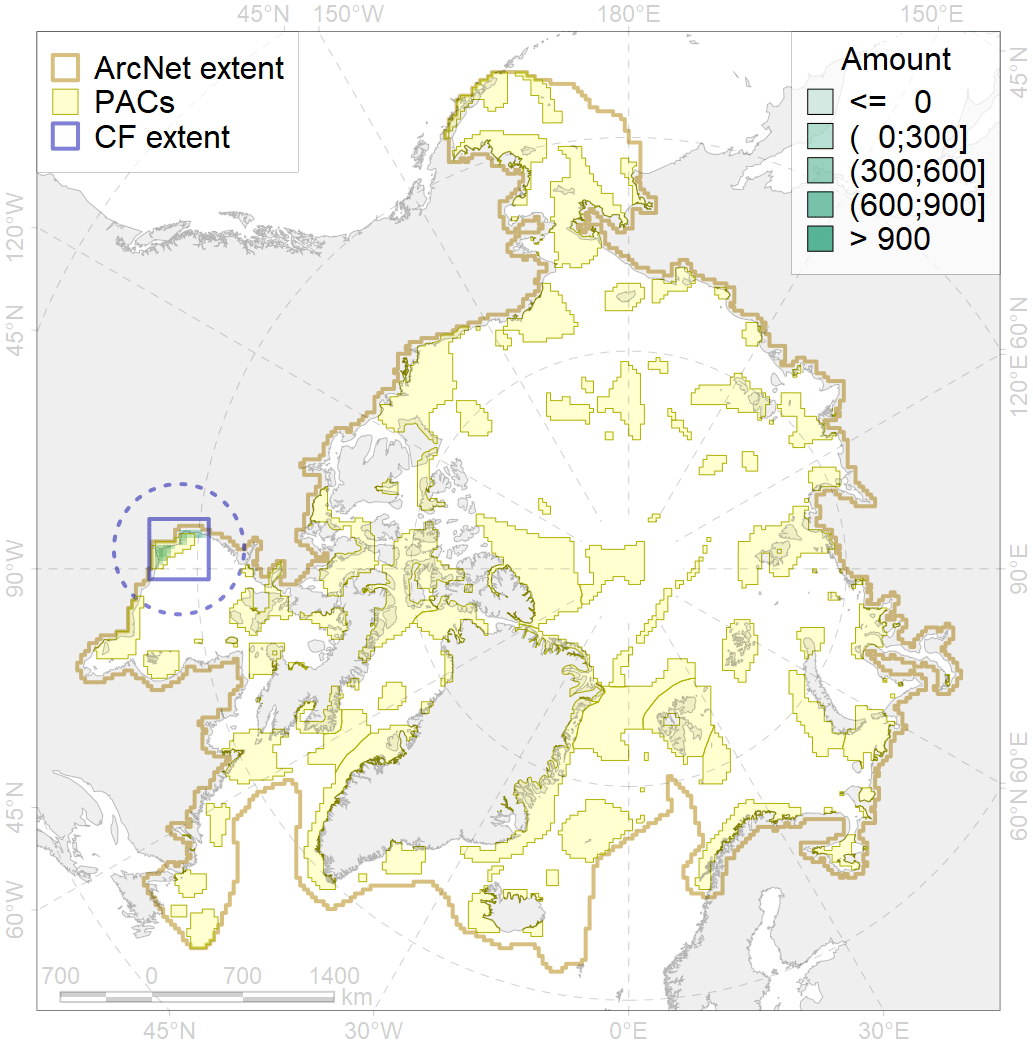 45°N 150°W 180°E 150°E
ArcNet extent
PACs
CF extent
Amount
<= 0
( 0;300]
(300;600]
(600;900]
> 900
45°N
120°W
45°N
90°W
45°N
60°W
60°N
120°E
90°E
60°E
60°N
700 0 700 1400
km
45°N 30°W 0°E 30°E